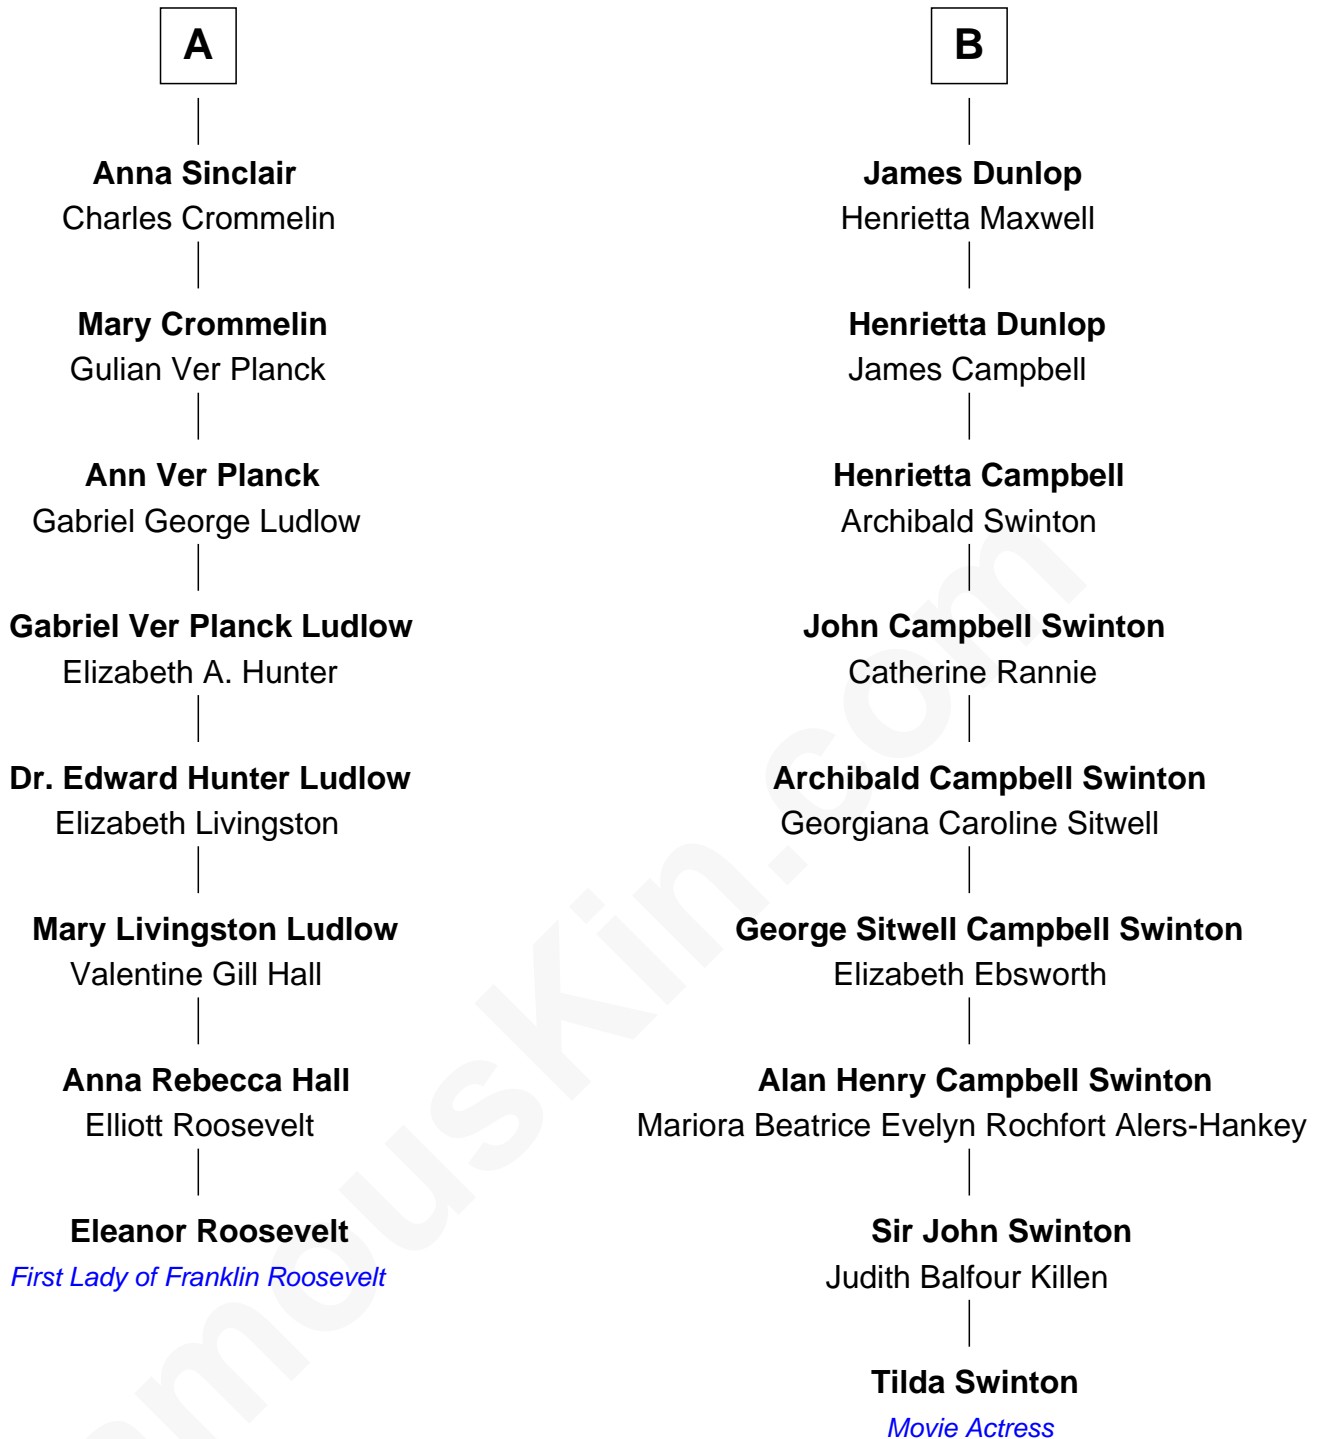 A
Anna Sinclair
Charles Crommelin
Mary Crommelin
Gulian Ver Planck
Ann Ver Planck
Gabriel George Ludlow
Gabriel Ver Planck Ludlow
Elizabeth A. Hunter
Dr. Edward Hunter Ludlow
Elizabeth Livingston
Mary Livingston Ludlow
Valentine Gill Hall
Anna Rebecca Hall
Elliott Roosevelt
Eleanor Roosevelt
First Lady of Franklin Roosevelt
B
James Dunlop
Henrietta Maxwell
Henrietta Dunlop
James Campbell
Henrietta Campbell
Archibald Swinton
John Campbell Swinton
Catherine Rannie
Archibald Campbell Swinton
Georgiana Caroline Sitwell
George Sitwell Campbell Swinton
Elizabeth Ebsworth
Alan Henry Campbell Swinton
Mariora Beatrice Evelyn Rochfort Alers-Hankey
Sir John Swinton
Judith Balfour Killen
Tilda Swinton
Movie Actress
amousKin.com